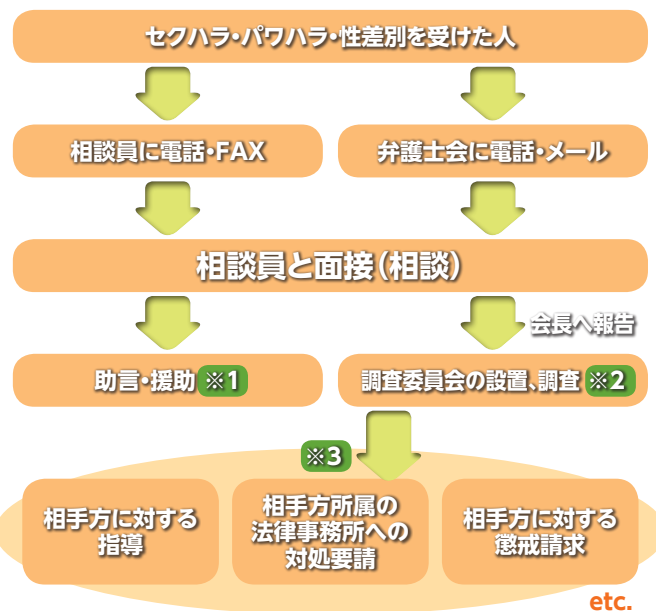 セクハラ・パワハラ・性差別を受けた人
相談員に電話・FAX
弁護士会に電話・メール
相談員と面接(相談)
会長へ報告
助言・援助 ※1
調査委員会の設置、調査 ※2
※3
相手方に対する
指導
相手方所属の
法律事務所への
対処要請
相手方に対する
懲戒請求
etc.